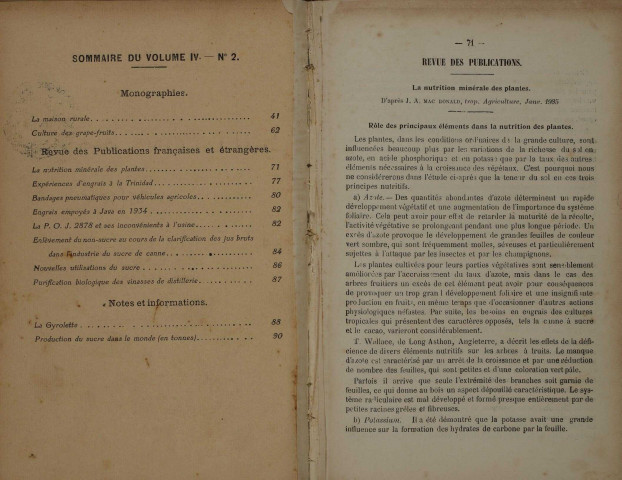 SOMMAIRE DU VOLUME IV. — N° 2.
Monographies.
La maison rurale 41
Culture des grape-fruits 62
Revue des Publications françaises et étrangères.
La nutrition minérale des plantes 71
Expériences d'engrais à la Trinidad 77
Bandages pneumatiques pour véhicules agricoles 80
Engrais employés à Java en 1934 82
La P. O. J. 2878 et ses inconvénients à l'usine 82
Enlèvement du non-sucre au cours de la clarification des jus bruts
dans l'industrie du sucre de canne 84
Nouvelles utilisations du sucre 86
Purification biologique des vinasses de distillerie 87
Notes et informations.
La Gyrolette 88
Production de sucre dans le monde (en tonnes) 90
— 71 —
REVUE DES PUBLICATIONS.
La nutrition minérale des plantes.
D'après J. A. MAC DONALD, trop. Agriculture, Janv. 1935
Rôle des principaux éléments dans la nutrition des plantes.
Les plantes, dans les conditions ordinaires de la grande culture, sont
influencées beaucoup plus par les variations de la richesse du sol en
azote, en acide phosphorique et en potasse que par la taux des autres
éléments nécessaires à la croissance des végétaux. C'est pourquoi nous
ne considérerons dans l'étude ci-après que la teneur du sol en ces trois
principes nutritifs.
a) Azote. — Des quantités abondantes d'azote déterminent un rapide
développement végétatif et une augmentation de l'importance du système
foliaire. Cela peut avoir pour effet de retarder la maturité de la récolte,
l'activité végétative se prolongeant pendant une plus longue période. Un
excès d'azote provoque le développement de grandes feuilles de couleur
vert sombre, qui sont fréquemment molles, séveuses et particulièrement
sujettes à l'attaque par les insectes et par les champignons.
Les plantes cultivées pour leurs parties végétatives sont sensiblement
améliorées par l'accroissement du taux d'azote, mais dans le cas des
arbres fruitiers un excès de cet élément peut avoir pour conséquences
de provoquer un trop grand développement foliaire et une insignifiante
production en fruits, en même temps que d'occasionner d'autres actions
physiologiques néfastes. Par suite, les besoins en engrais des cultures
tropicales qui présentent des caractères opposés, tels la canne à sucre
et le cacao, varieront considérablement.
T. Wallace, de Long Asthon, Angleterre, a décrit les effets de la défi-
cience de divers éléments nutritifs sur les arbres à fruits. Le manque
d'azote est caractérisé par un arrêt de la croissance et par une réduction
de nombre des feuilles, qui sont petites et d'une coloration vert pâle.
Parfois il arrive que seule l'extrémité des branches soit garnie de
feuilles, ce qui donne au bois un aspect dépouillé caractéristique. Le sys-
tème radiculaire est mal développé et formé presque entièrement par de
petites racines grêles et fibreuses.
b) Potassium. Il a été démontré que la potasse avait une grande
influence sur la formation des hydrates de carbone par la feuille.